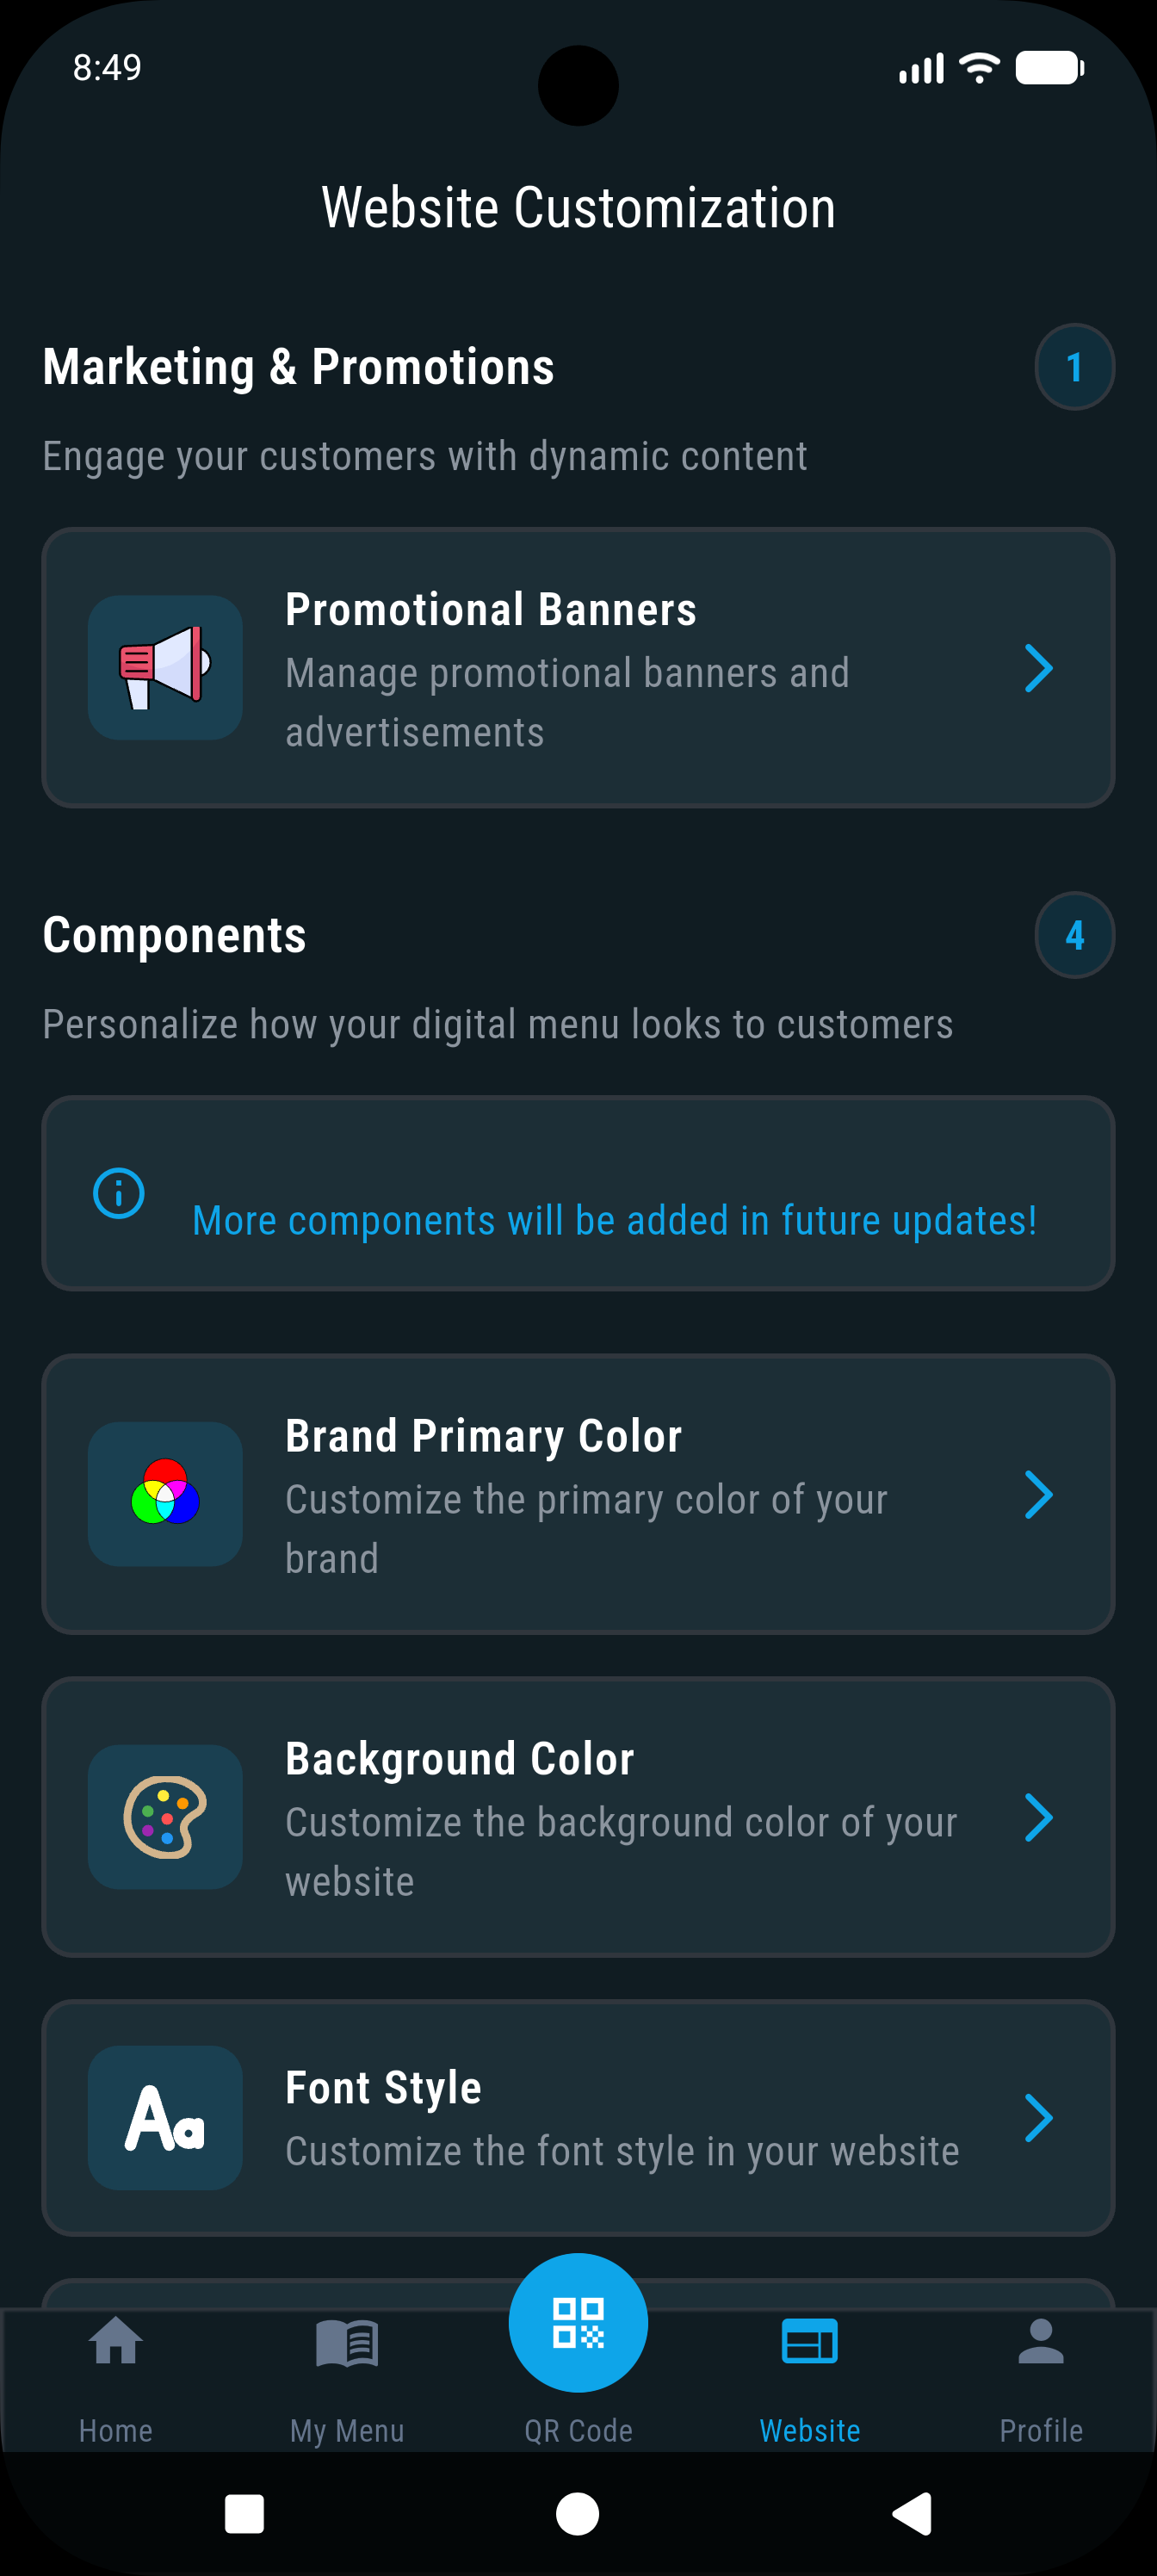 8:49
Website Customization
Marketing & Promotions
1
Engage your customers with dynamic content
Promotional Banners
Manage promotional banners and
advertisements
Components
4
Personalize how your digital menu looks to customers
More components will be added in future updates!
Brand Primary Color
Customize the primary color of your
brand
Background Color
Customize the background color of your
website
Aa
Font Style
Customize the font style in your website
Home
My Menu
QR Code
Website
Profile